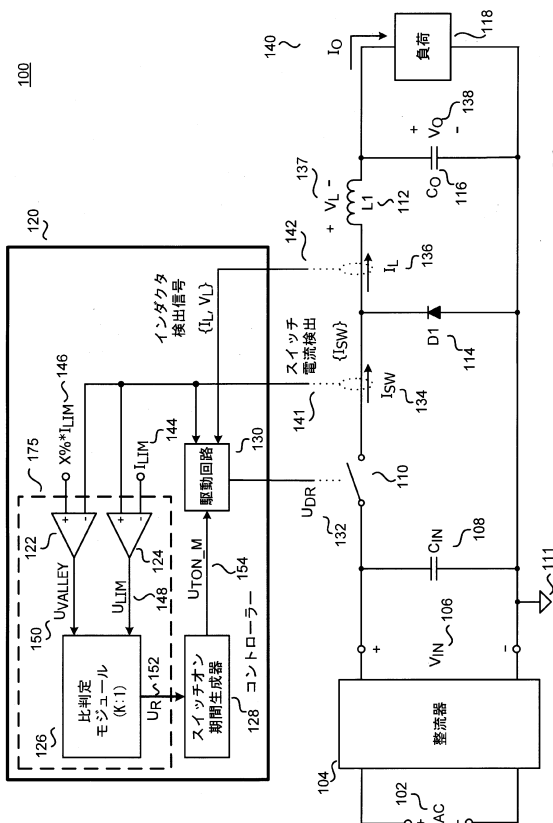 100
120
175
X%*ILIM
146
122
+
-
UVALLEY
150
ILIM
144
124
+
-
ULIM
148
126
比判定
モジュール
(K:1)
UR
152
スイッチオン
期間生成器
128
コントローラー
UTON_M
154
駆動回路
130
インダクタ
検出信号
{IL, VL}
142
スイッチ
電流検出
{ISW}
141
UDR
132
AC
102
+
-
104
整流器
+
VIN
106
-
111
CIN
108
110
ISW
134
D1
114
IL
136
+ VL -
137
L1
112
CO
116
+
VO
138
-
140
IO
負荷
118